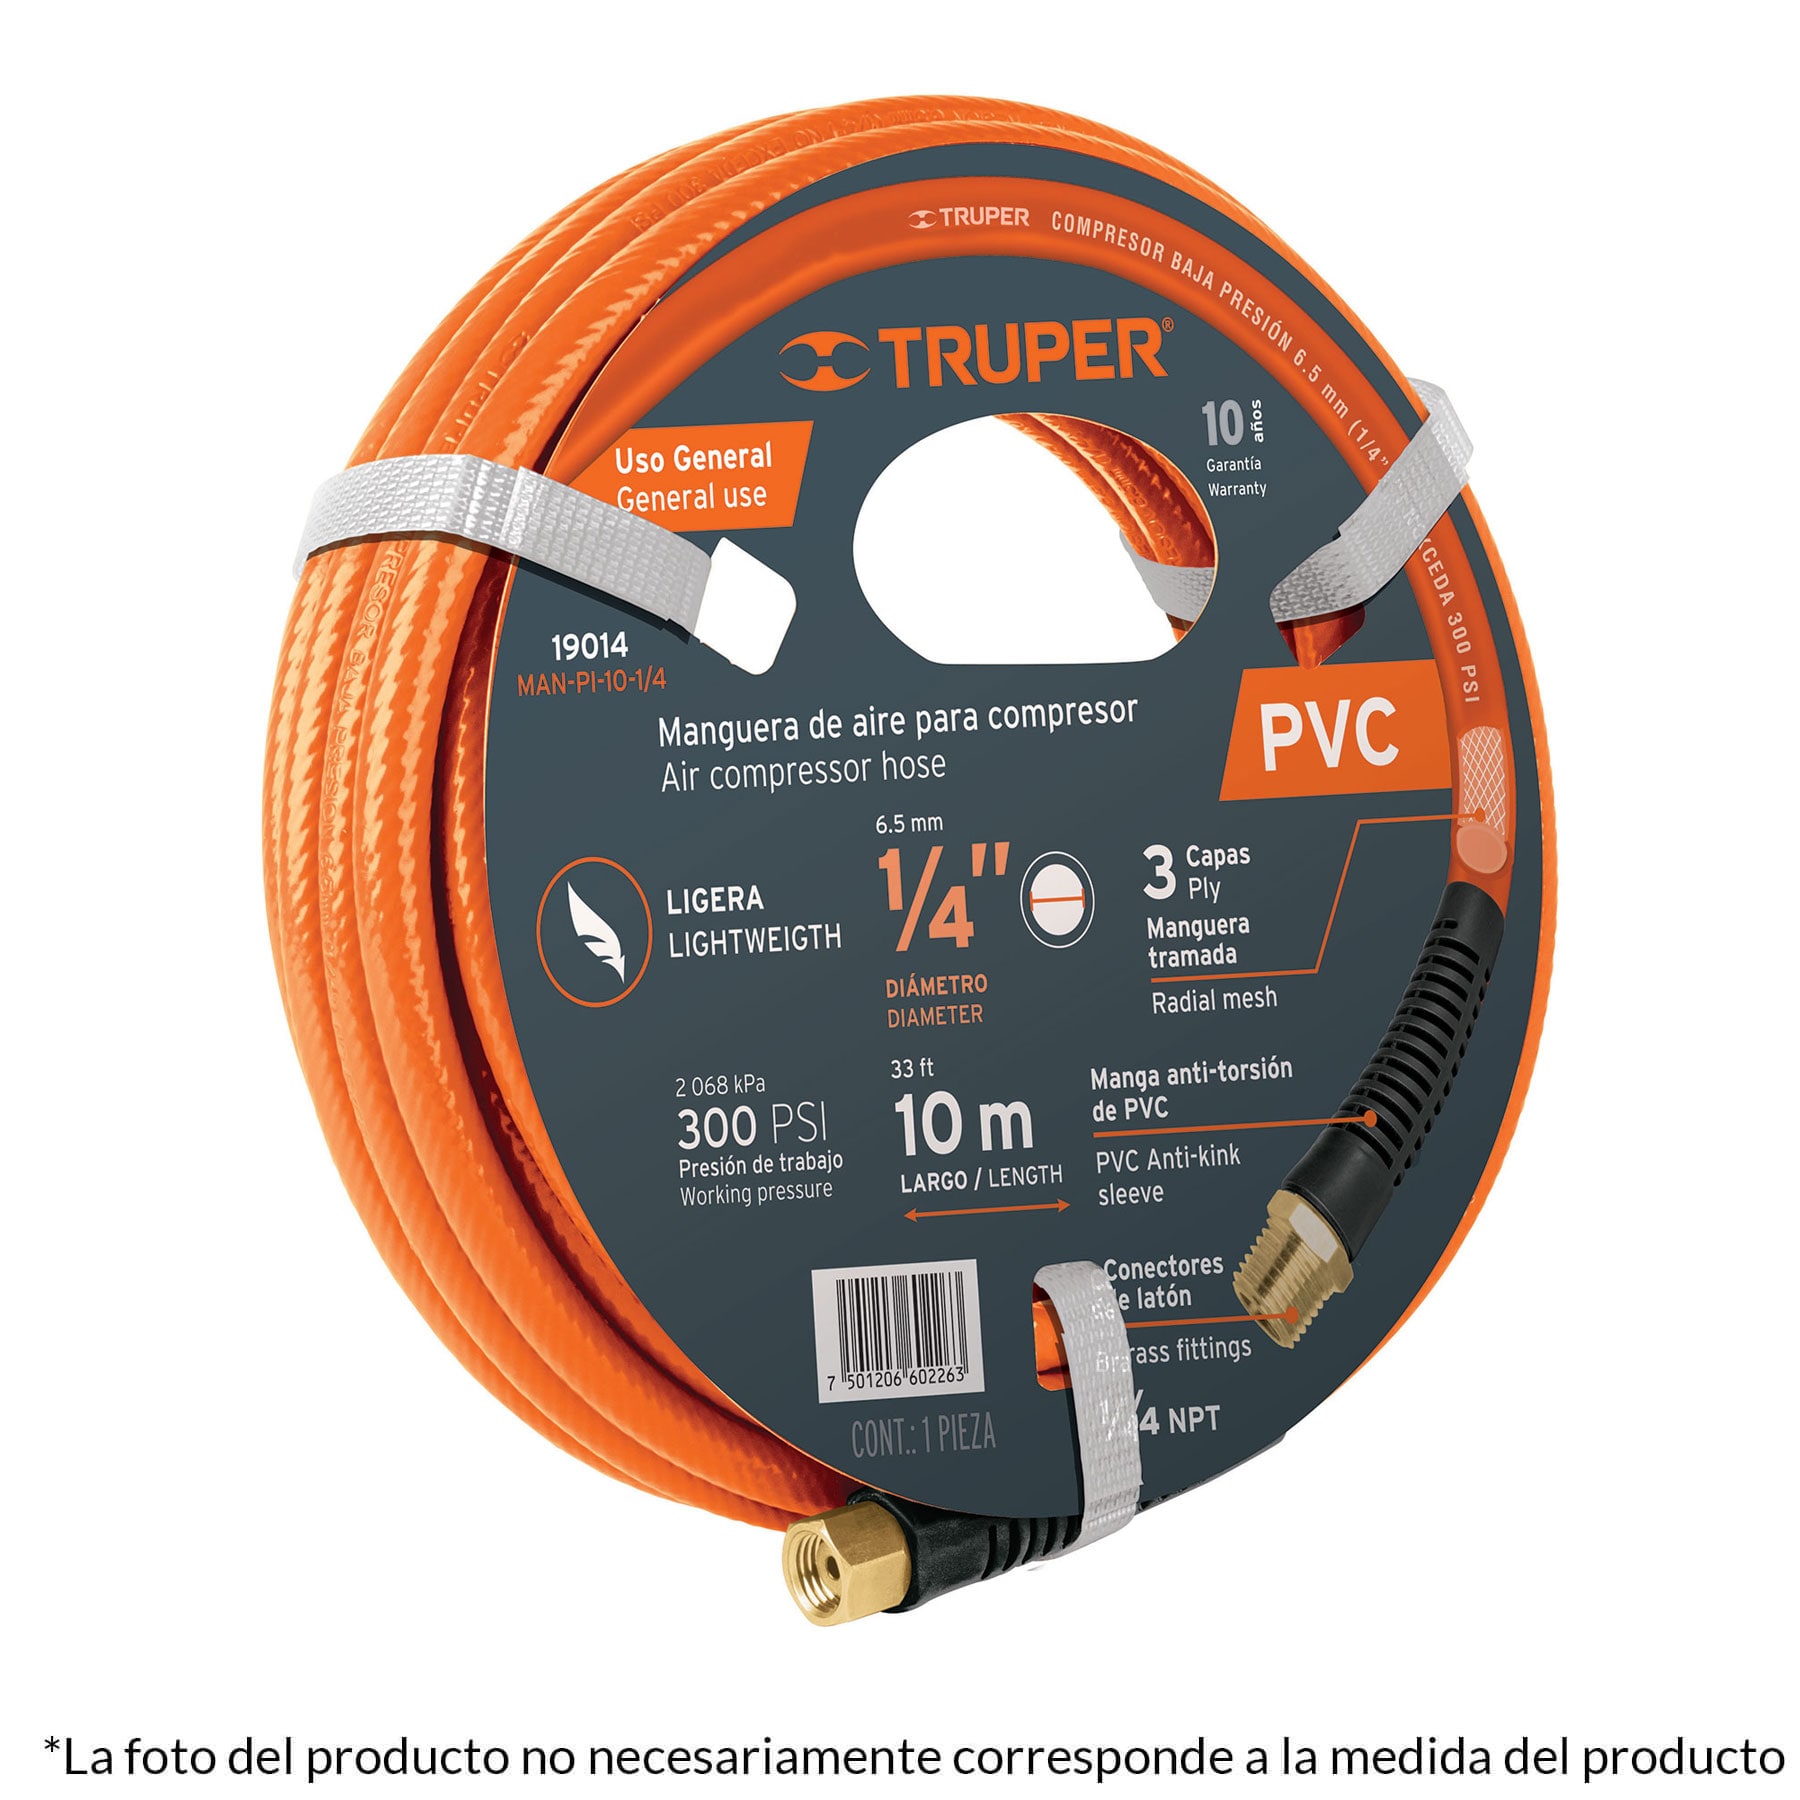 TRUPER COMPRESOR BAJA PRESIÓN 6.5 mm (1/4"
XCEDA 300 PSI
TRUPER®
10 años
Garantía
Warranty
Uso General
General use
19014
MAN-PI-10-1/4
Manguera de aire para compresor
Air compressor hose
PVC
6.5 mm
1/4"
DIÁMETRO
DIAMETER
LIGERA
LIGHTWEIGTH
3 Capas
Ply
Manguera
tramada
Radial mesh
2 068 kPa
300 PSI
Presión de trabajo
Working pressure
33 ft
10 m
LARGO / LENGTH
Manga anti-torsión
de PVC
PVC Anti-kink
sleeve
Conectores
de latón
Brass fittings
1/4 NPT
7 501206 602263
CONT.: 1 PIEZA
*La foto del producto no necesariamente corresponde a la medida del producto